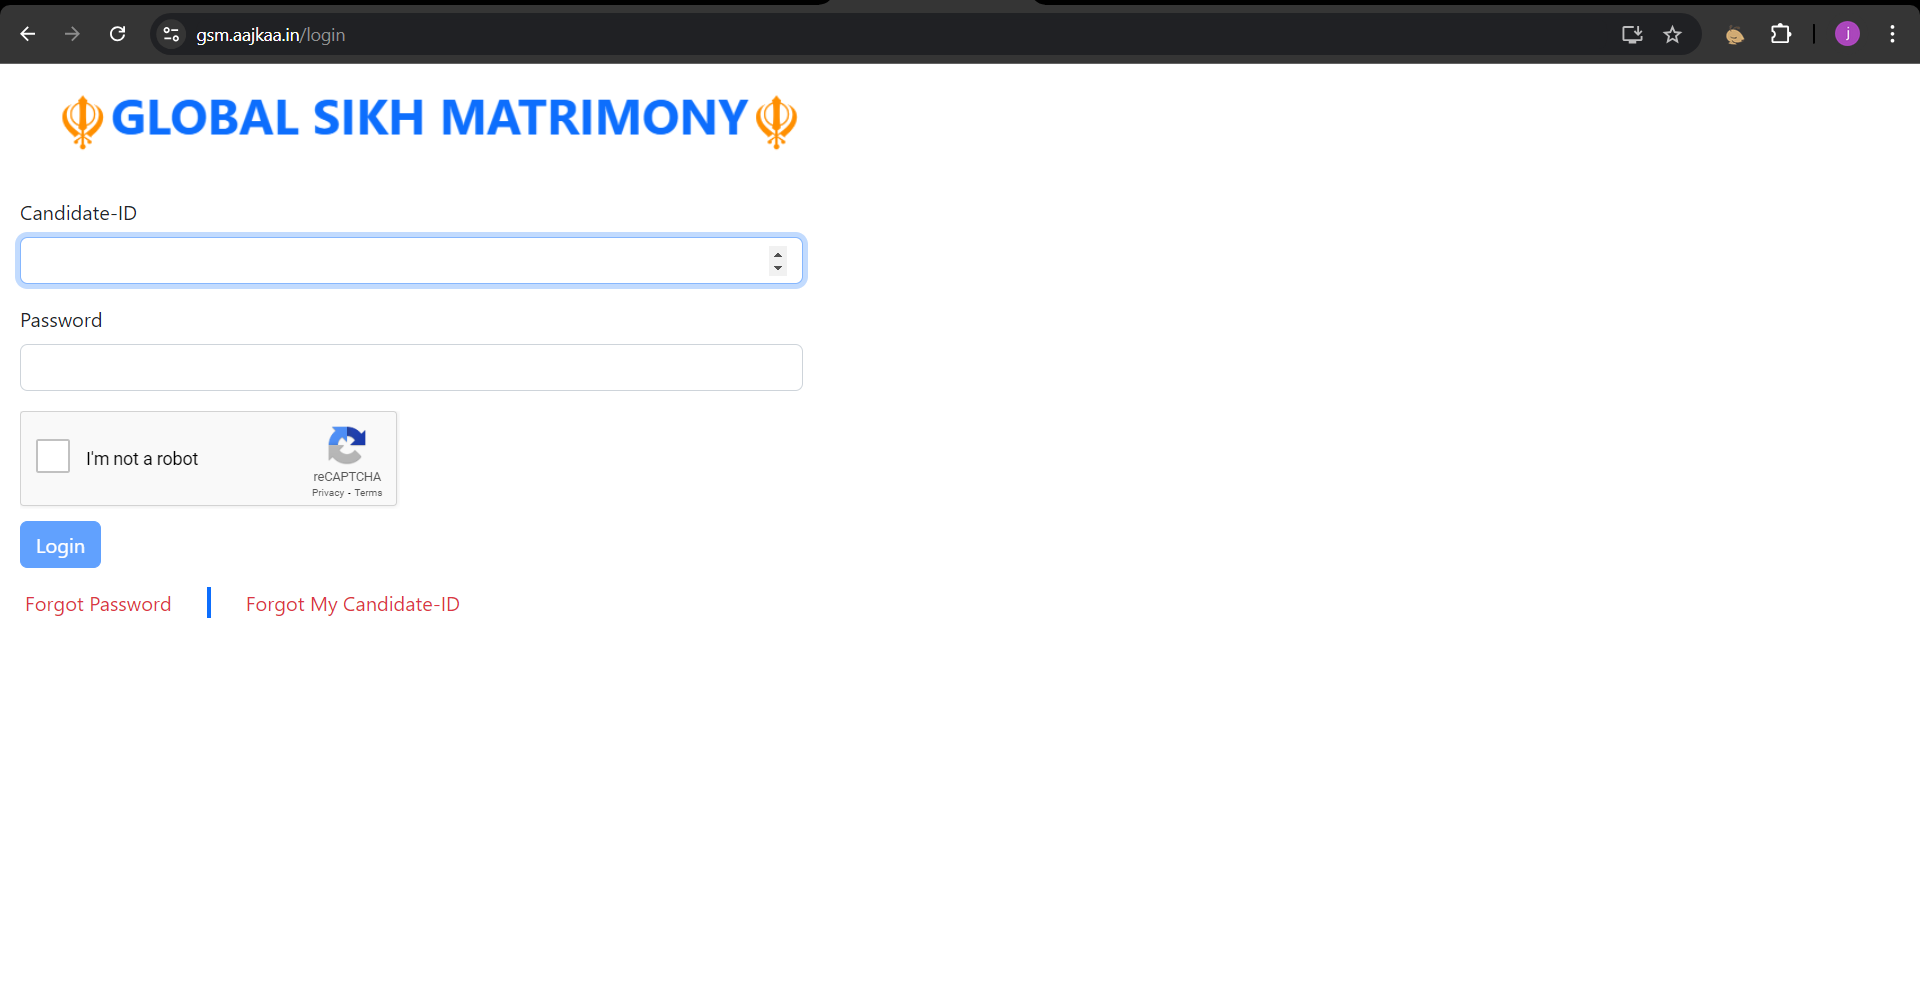 gsm.aajkaa.in/login
j
GLOBAL SIKH MATRIMONY
Candidate-ID
Password
I'm not a robot
reCAPTCHA
Privacy - Terms
Login
Forgot Password
Forgot My Candidate-ID